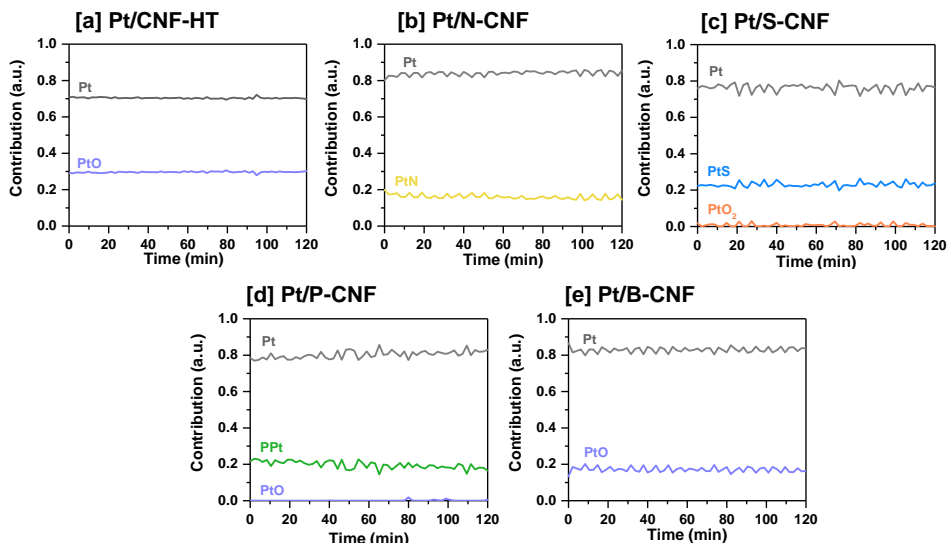 [a] Pt/CNF-HT
[b] Pt/N-CNF
[c] Pt/S-CNF
Contribution (a.u.)
1.0
0.8
0.6
0.4
0.2
0.0
Pt
PtO
0 20 40 60 80 100 120
Time (min)
Contribution (a.u.)
1.0
0.8
0.6
0.4
0.2
0.0
Pt
PtN
0 20 40 60 80 100 120
Time (min)
Contribution (a.u.)
1.0
0.8
0.6
0.4
0.2
0.0
Pt
PtS
PtO₂
0 20 40 60 80 100 120
Time (min)
[d] Pt/P-CNF
[e] Pt/B-CNF
Contribution (a.u.)
1.0
0.8
0.6
0.4
0.2
0.0
Pt
PPt
PtO
0 20 40 60 80 100 120
Time (min)
Contribution (a.u.)
1.0
0.8
0.6
0.4
0.2
0.0
Pt
PtO
0 20 40 60 80 100 120
Time (min)